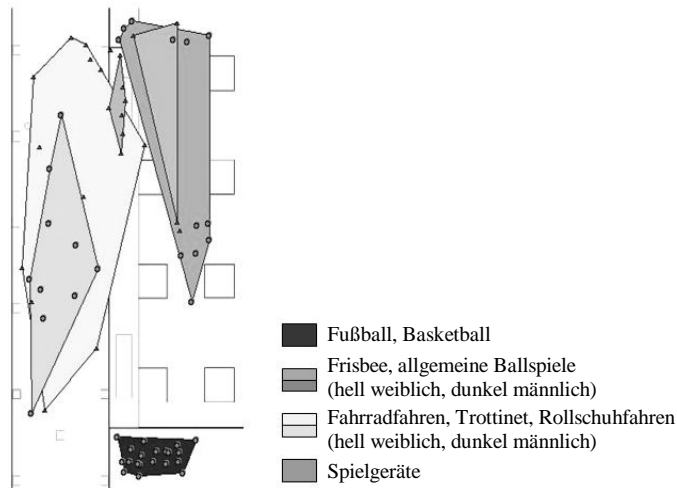 Fußball, Basketball
Frisbee, allgemeine Ballspiele
(hell weiblich, dunkel männlich)
Fahrradfahren, Trottinet, Rollschuhfahren
(hell weiblich, dunkel männlich)
Spielgeräte